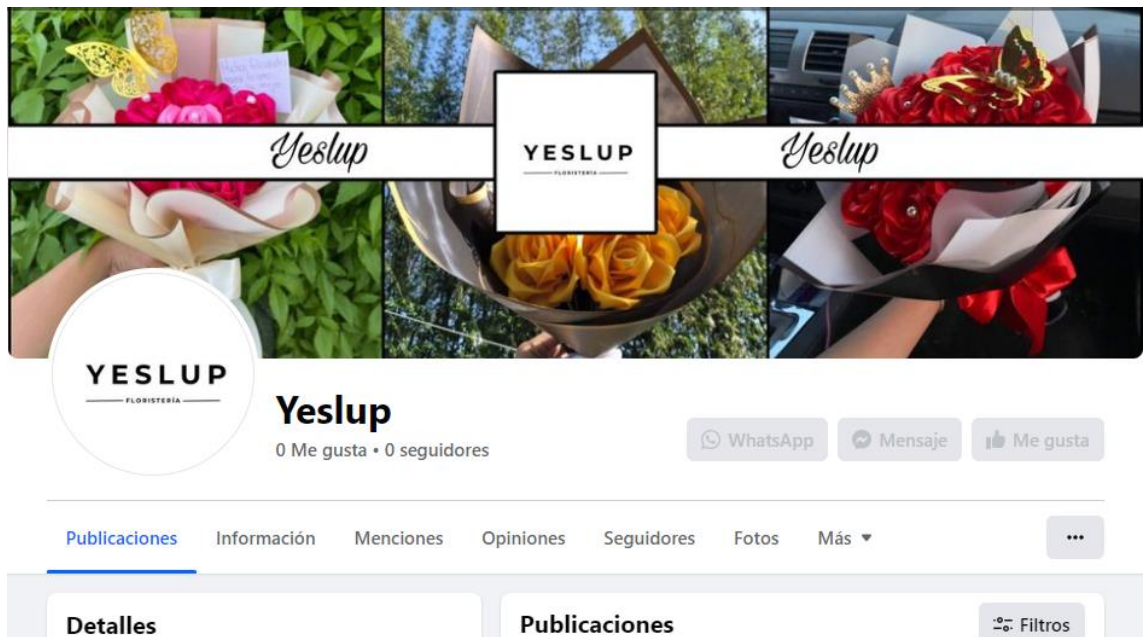 Yeslup
YESLUP
FLORISTERÍA
Yeslup
YESLUP
FLORISTERÍA
Yeslup
0 Me gusta • 0 seguidores
WhatsApp
Mensaje
Me gusta
Publicaciones Información Menciones Opiniones Seguidores Fotos Más
Detalles
Publicaciones
Filtros